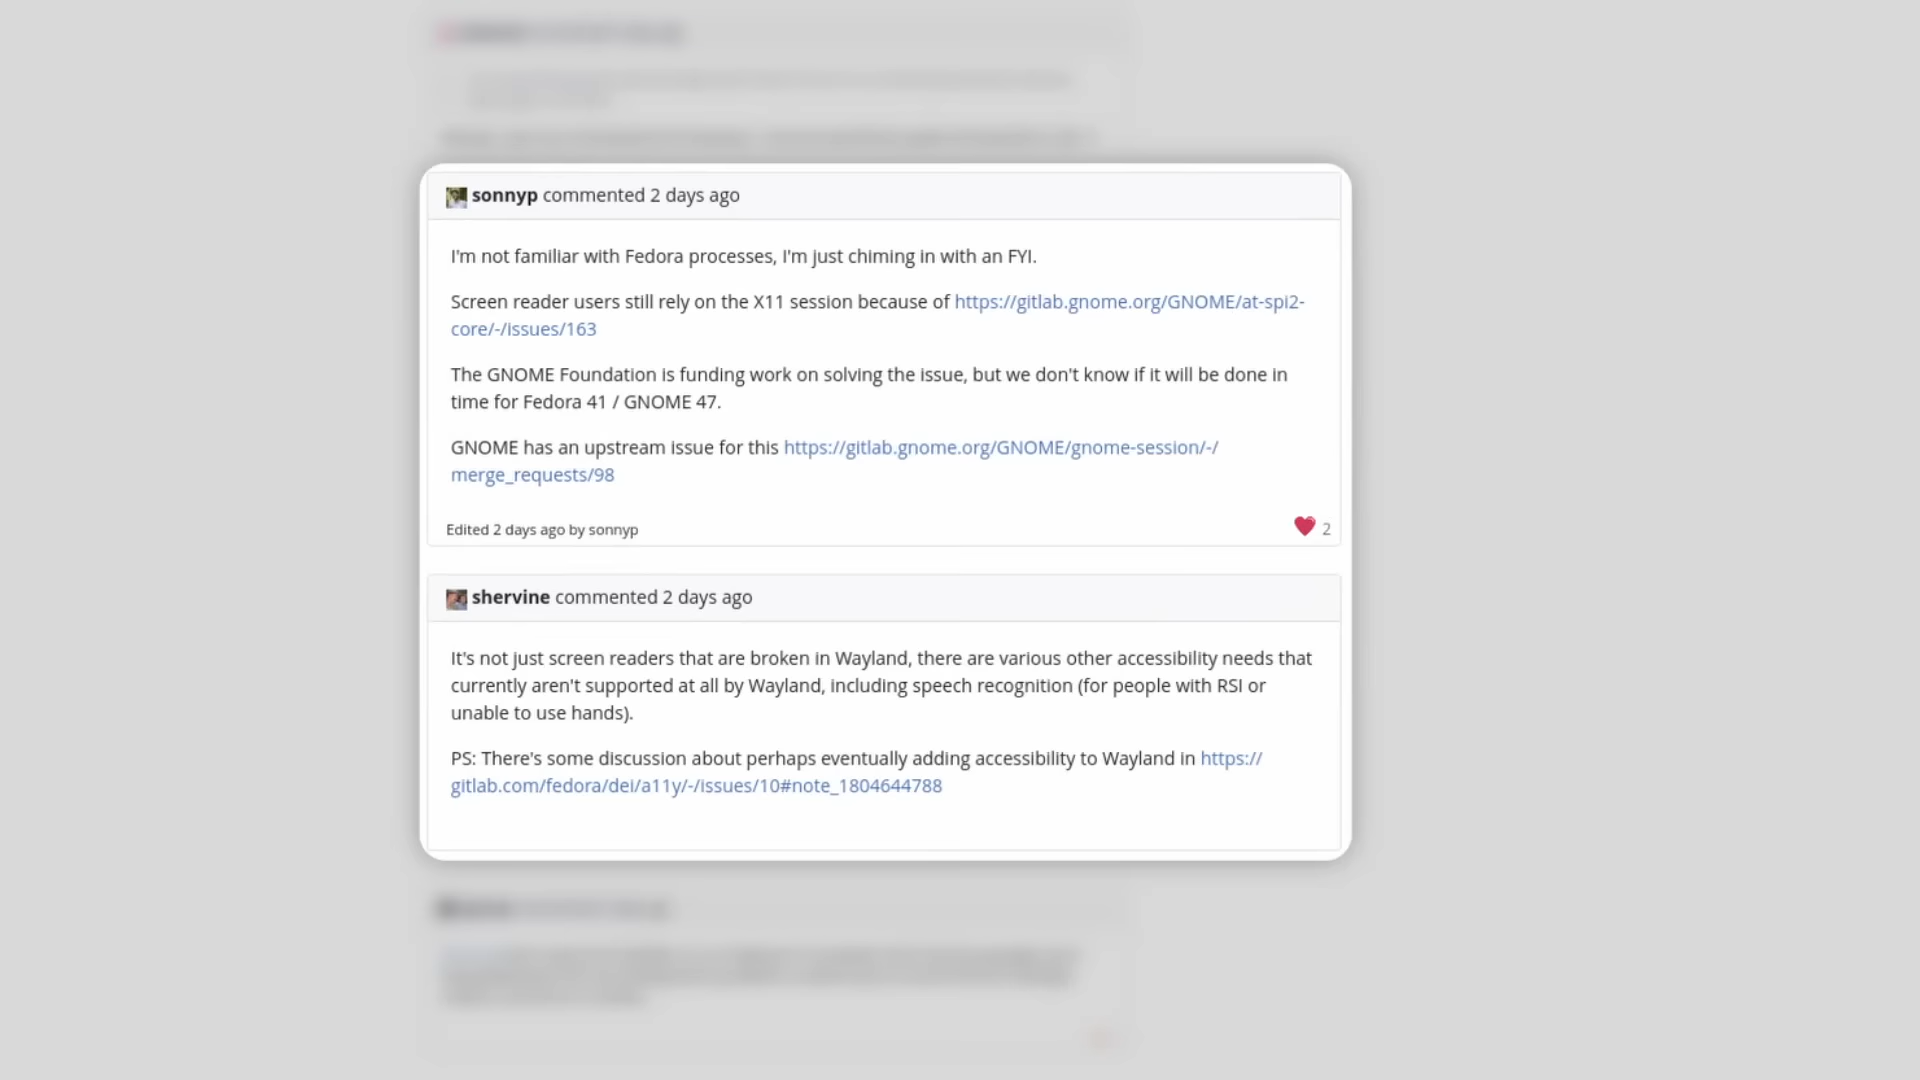 sonnyp commented 2 days ago
I'm not familiar with Fedora processes, I'm just chiming in with an FYI.
Screen reader users still rely on the X11 session because of https://gitlab.gnome.org/GNOME/at-spi2-
core/-/issues/163
The GNOME Foundation is funding work on solving the issue, but we don't know if it will be done in
time for Fedora 41 / GNOME 47.
GNOME has an upstream issue for this https://gitlab.gnome.org/GNOME/gnome-session/-/
merge_requests/98
Edited 2 days ago by sonnyp
2
shervine commented 2 days ago
It's not just screen readers that are broken in Wayland, there are various other accessibility needs that
currently aren't supported at all by Wayland, including speech recognition (for people with RSI or
unable to use hands).
PS: There's some discussion about perhaps eventually adding accessibility to Wayland in https://
gitlab.com/fedora/dei/a11y/-/issues/10#note_1804644788